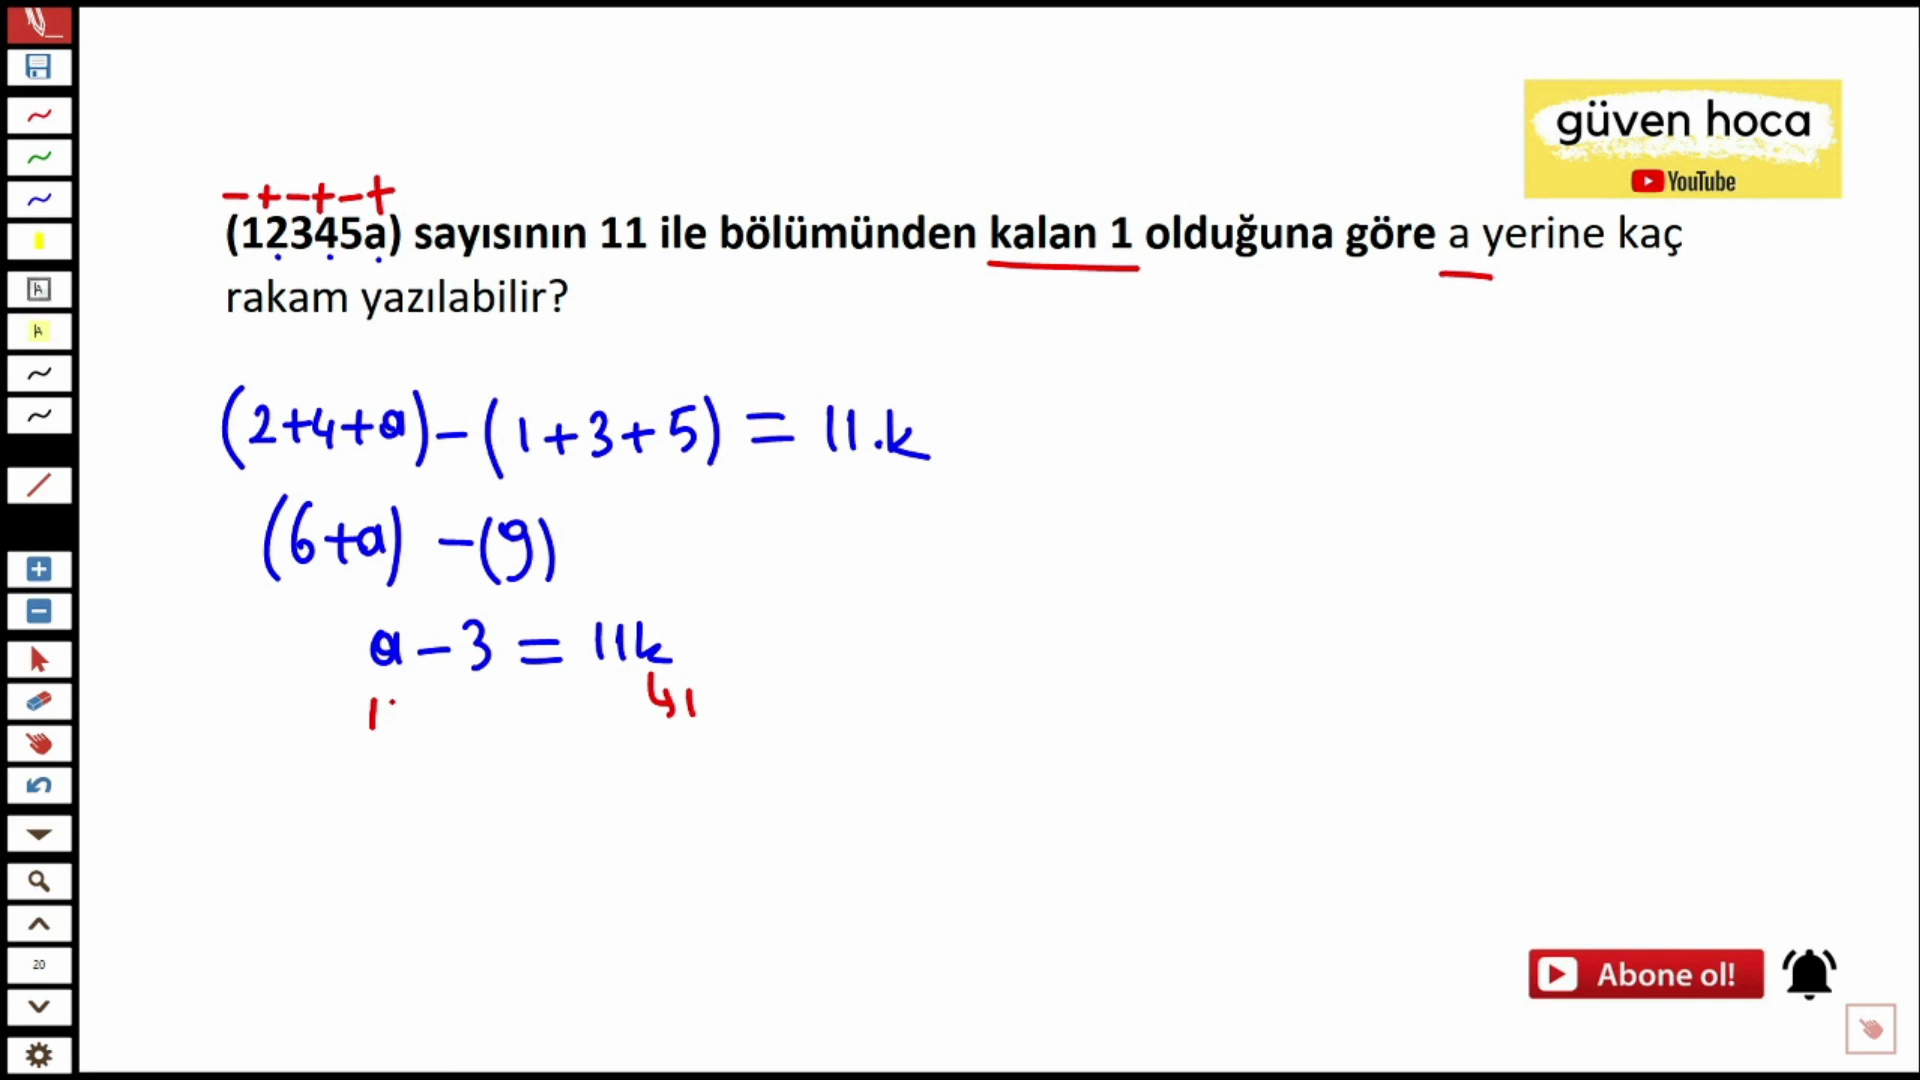 güven hoca
YouTube
- + - + - +
(12345a) sayısının 11 ile bölümünden kalan 1 olduğuna göre a yerine kaç
rakam yazılabilir?
(2+4+a)-(1+3+5) = 11.k
(6+a) -(9)
a-3 = 11k
1
Abone ol!
20